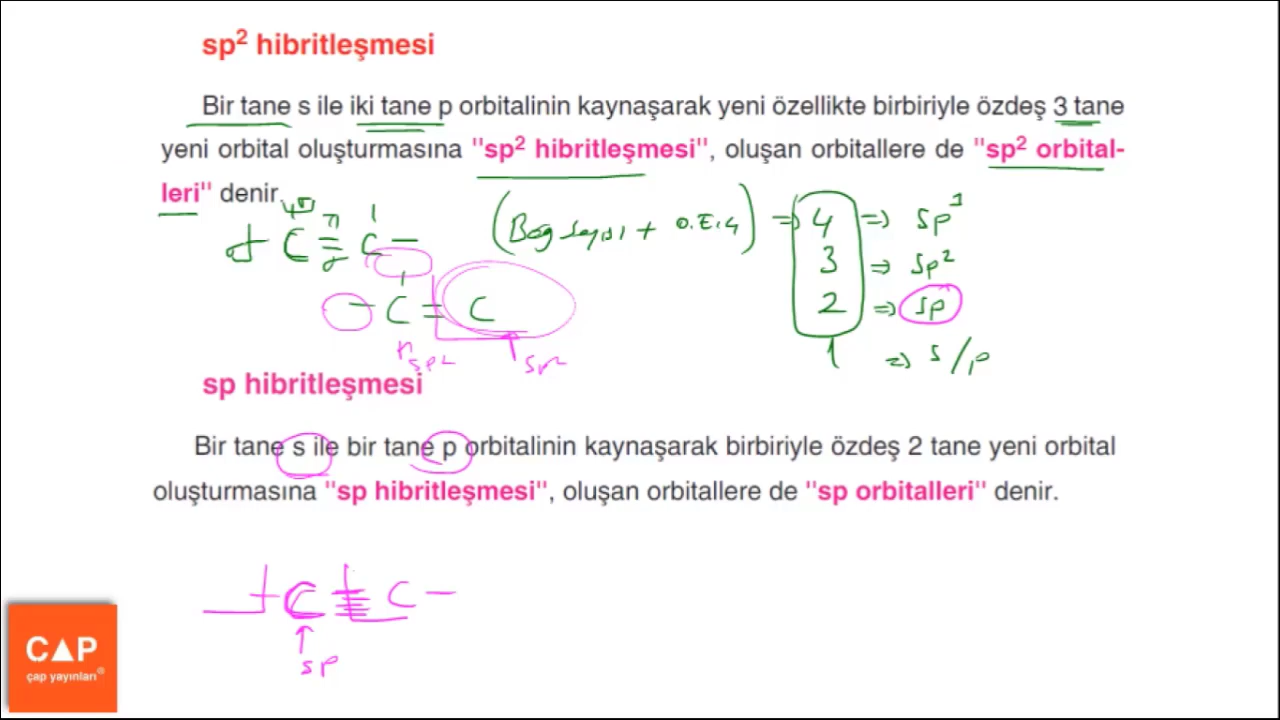 sp² hibritleşmesi
Bir tane s ile iki tane p orbitalinin kaynaşarak yeni özellikte birbiriyle özdeş 3 tane
yeni orbital oluşturmasına "sp² hibritleşmesi", oluşan orbitallere de "sp² orbital-
leri" denir.
(Bağ sayısı + O.E.Ç) => 4 => sp³
3 => sp²
2 => sp
1 => s/p
π π
C = C –
σ
– C = C
sp² sp²
sp hibritleşmesi
Bir tane s ile bir tane p orbitalinin kaynaşarak birbiriyle özdeş 2 tane yeni orbital
oluşturmasına "sp hibritleşmesi", oluşan orbitallere de "sp orbitalleri" denir.
– C ≡ C –
sp
ÇAP
çap yayınları®